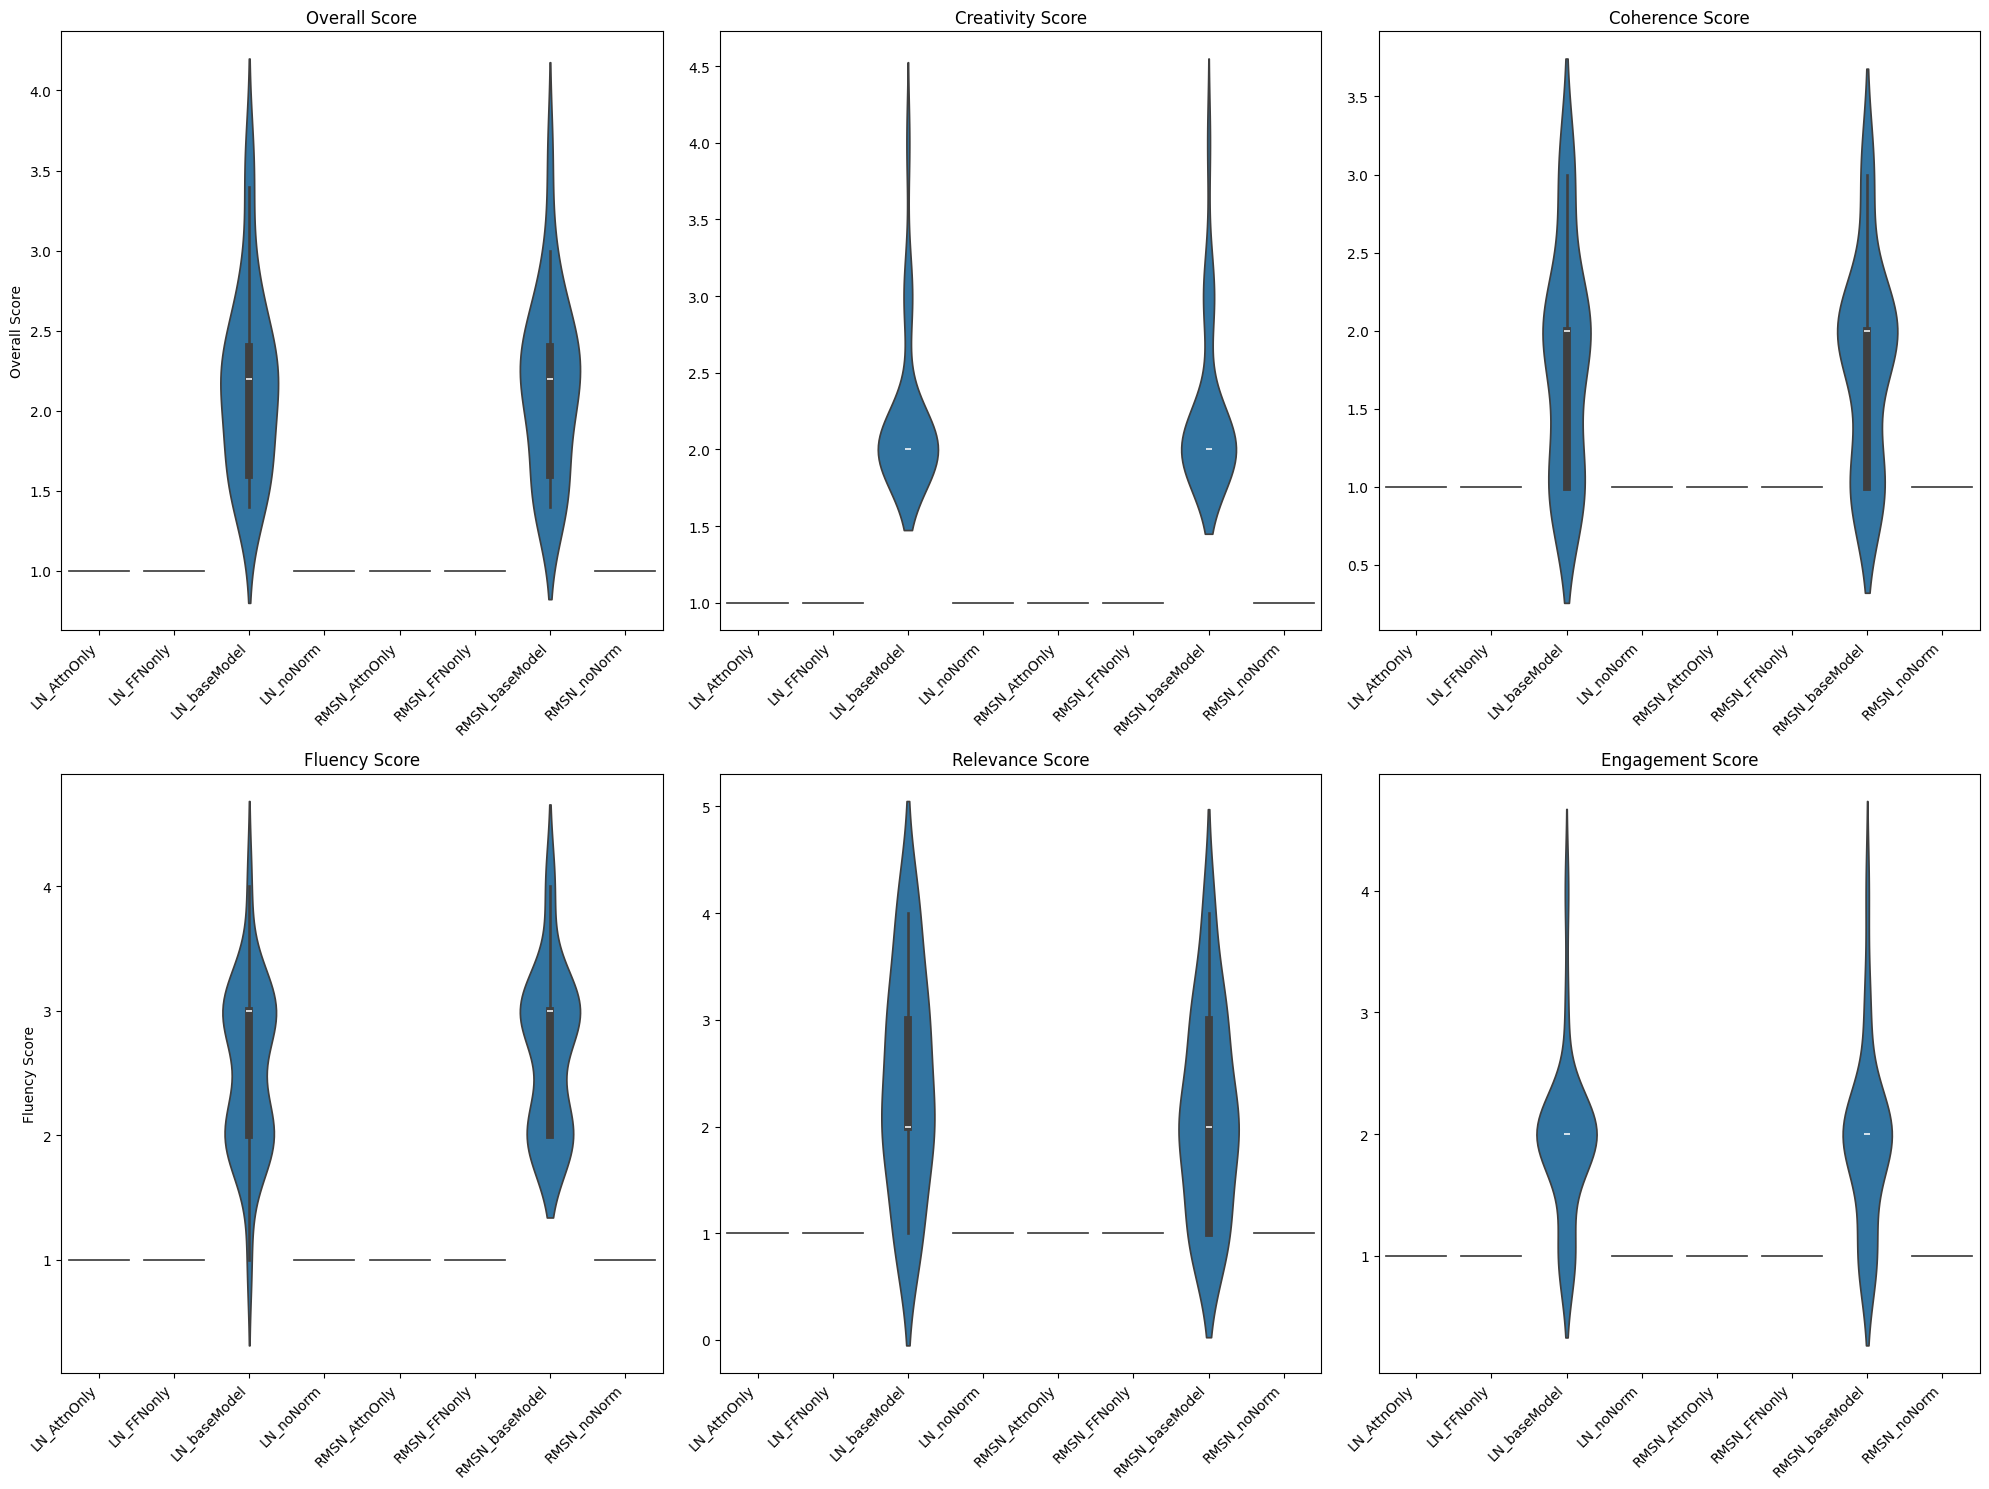 Overall Score
Creativity Score
Coherence Score
Overall Score
4.0
3.5
3.0
2.5
2.0
1.5
1.0
4.5
4.0
3.5
3.0
2.5
2.0
1.5
1.0
3.5
3.0
2.5
2.0
1.5
1.0
0.5
LN_AttnOnly
LN_FFNonly
LN_baseModel
LN_noNorm
RMSN_AttnOnly
RMSN_FFNonly
RMSN_baseModel
RMSN_noNorm
LN_AttnOnly
LN_FFNonly
LN_baseModel
LN_noNorm
RMSN_AttnOnly
RMSN_FFNonly
RMSN_baseModel
RMSN_noNorm
LN_AttnOnly
LN_FFNonly
LN_baseModel
LN_noNorm
RMSN_AttnOnly
RMSN_FFNonly
RMSN_baseModel
RMSN_noNorm
Fluency Score
Relevance Score
Engagement Score
Fluency Score
4
3
2
1
5
4
3
2
1
0
4
3
2
1
LN_AttnOnly
LN_FFNonly
LN_baseModel
LN_noNorm
RMSN_AttnOnly
RMSN_FFNonly
RMSN_baseModel
RMSN_noNorm
LN_AttnOnly
LN_FFNonly
LN_baseModel
LN_noNorm
RMSN_AttnOnly
RMSN_FFNonly
RMSN_baseModel
RMSN_noNorm
LN_AttnOnly
LN_FFNonly
LN_baseModel
LN_noNorm
RMSN_AttnOnly
RMSN_FFNonly
RMSN_baseModel
RMSN_noNorm